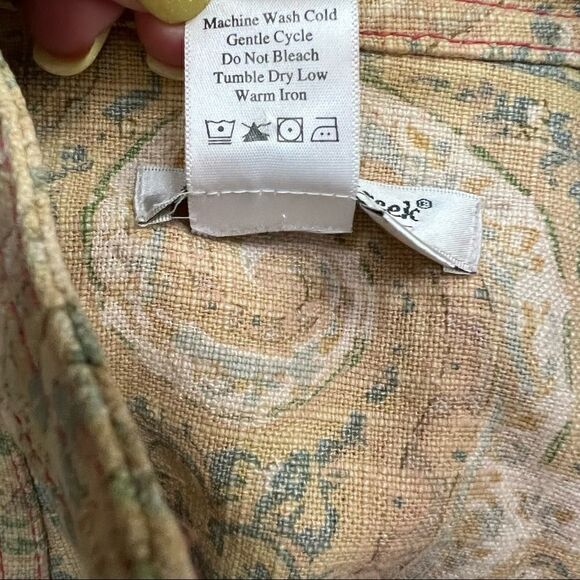 Machine Wash Cold
Gentle Cycle
Do Not Bleach
Tumble Dry Low
Warm Iron